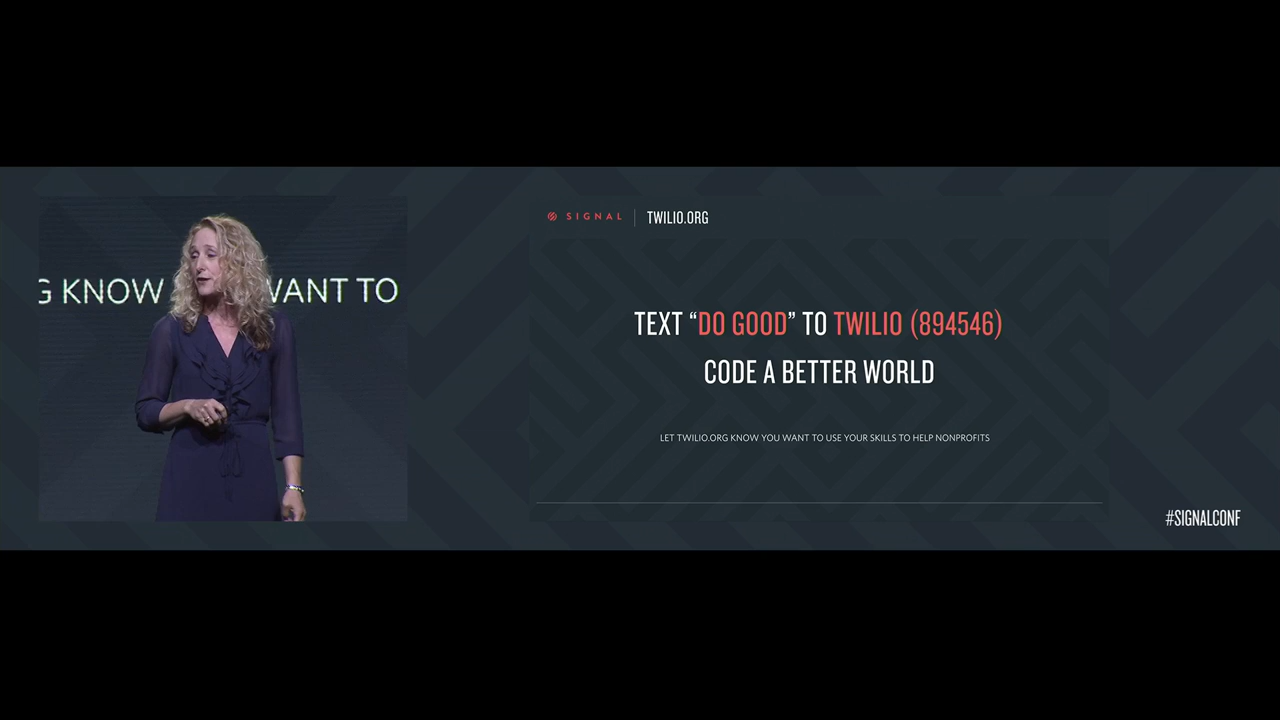 G KNOW WANT TO
SIGNAL | TWILIO.ORG
TEXT “DO GOOD” TO TWILIO (894546)
CODE A BETTER WORLD
LET TWILIO.ORG KNOW YOU WANT TO USE YOUR SKILLS TO HELP NONPROFITS
#SIGNALCONF